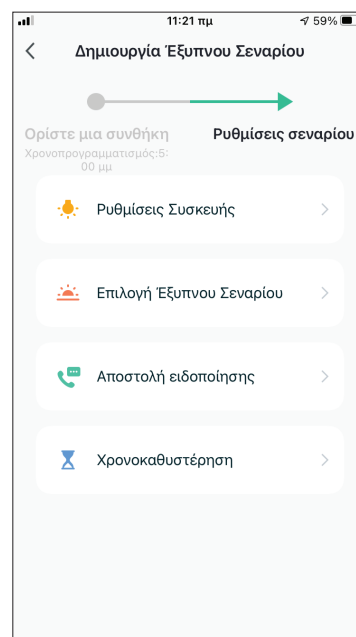 11:21 πμ
59%
Δημιουργία Έξυπνου Σεναρίου
Ορίστε μια συνθήκη
Ρυθμίσεις σεναρίου
Χρονοπρογραμματισμός:5:
00 μμ
Ρυθμίσεις Συσκευής
Επιλογή Έξυπνου Σεναρίου
Αποστολή ειδοποίησης
Χρονοκαθυστέρηση